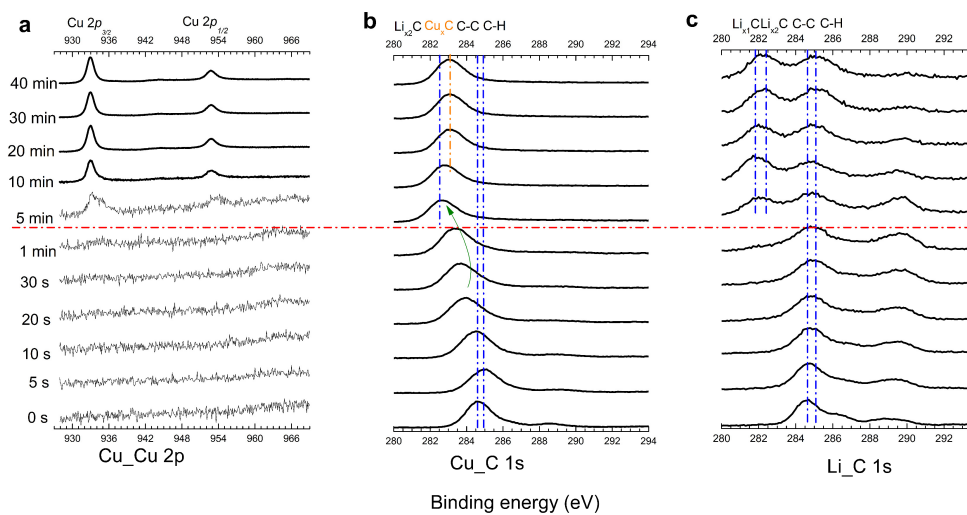 a
b
c
Cu 2p3/2
Cu 2p1/2
930 936 942 948 954 960 966
Lix2C CuxC C-C C-H
280 282 284 286 288 290 292 294
Lix1C Lix2C C-C C-H
280 282 284 286 288 290 292
40 min
30 min
20 min
10 min
5 min
1 min
30 s
20 s
10 s
5 s
0 s
930 936 942 948 954 960 966
280 282 284 286 288 290 292 294
280 282 284 286 288 290 292
Cu_Cu 2p
Cu_C 1s
Li_C 1s
Binding energy (eV)